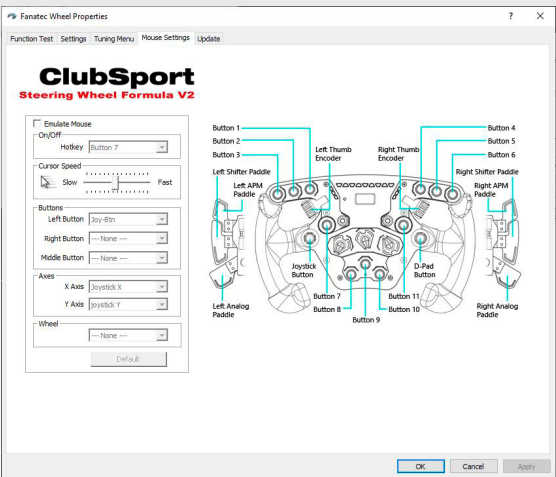 Fanatec Wheel Properties
? X
Function Test Settings Tuning Menu Mouse Settings Update
ClubSport
Steering Wheel Formula V2
Emulate Mouse
On/Off
Hotkey Button 7
Cursor Speed
Slow Fast
Buttons
Left Button Joy-Btn
Right Button --- None ---
Middle Button --- None ---
Axes
X Axis Joystick X
Y Axis Joystick Y
Wheel
--- None ---
Default
Button 1
Button 2
Button 3
Left Shifter Paddle
Left APM
Paddle
Left Thumb
Encoder
Right Thumb
Encoder
Button 4
Button 5
Button 6
Right Shifter Paddle
Right APM
Paddle
Joystick
Button
D-Pad
Button
Left Analog
Paddle
Button 7
Button 8
Button 9
Button 11
Button 10
Right Analog
Paddle
OK Cancel Apply